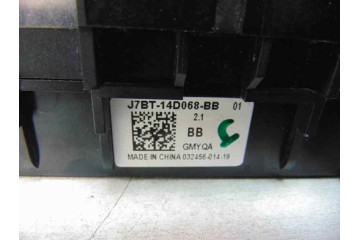 J7BT-14D068-BB 01
2.1
BB
GMYQA
MADE IN CHINA 032456-014-19